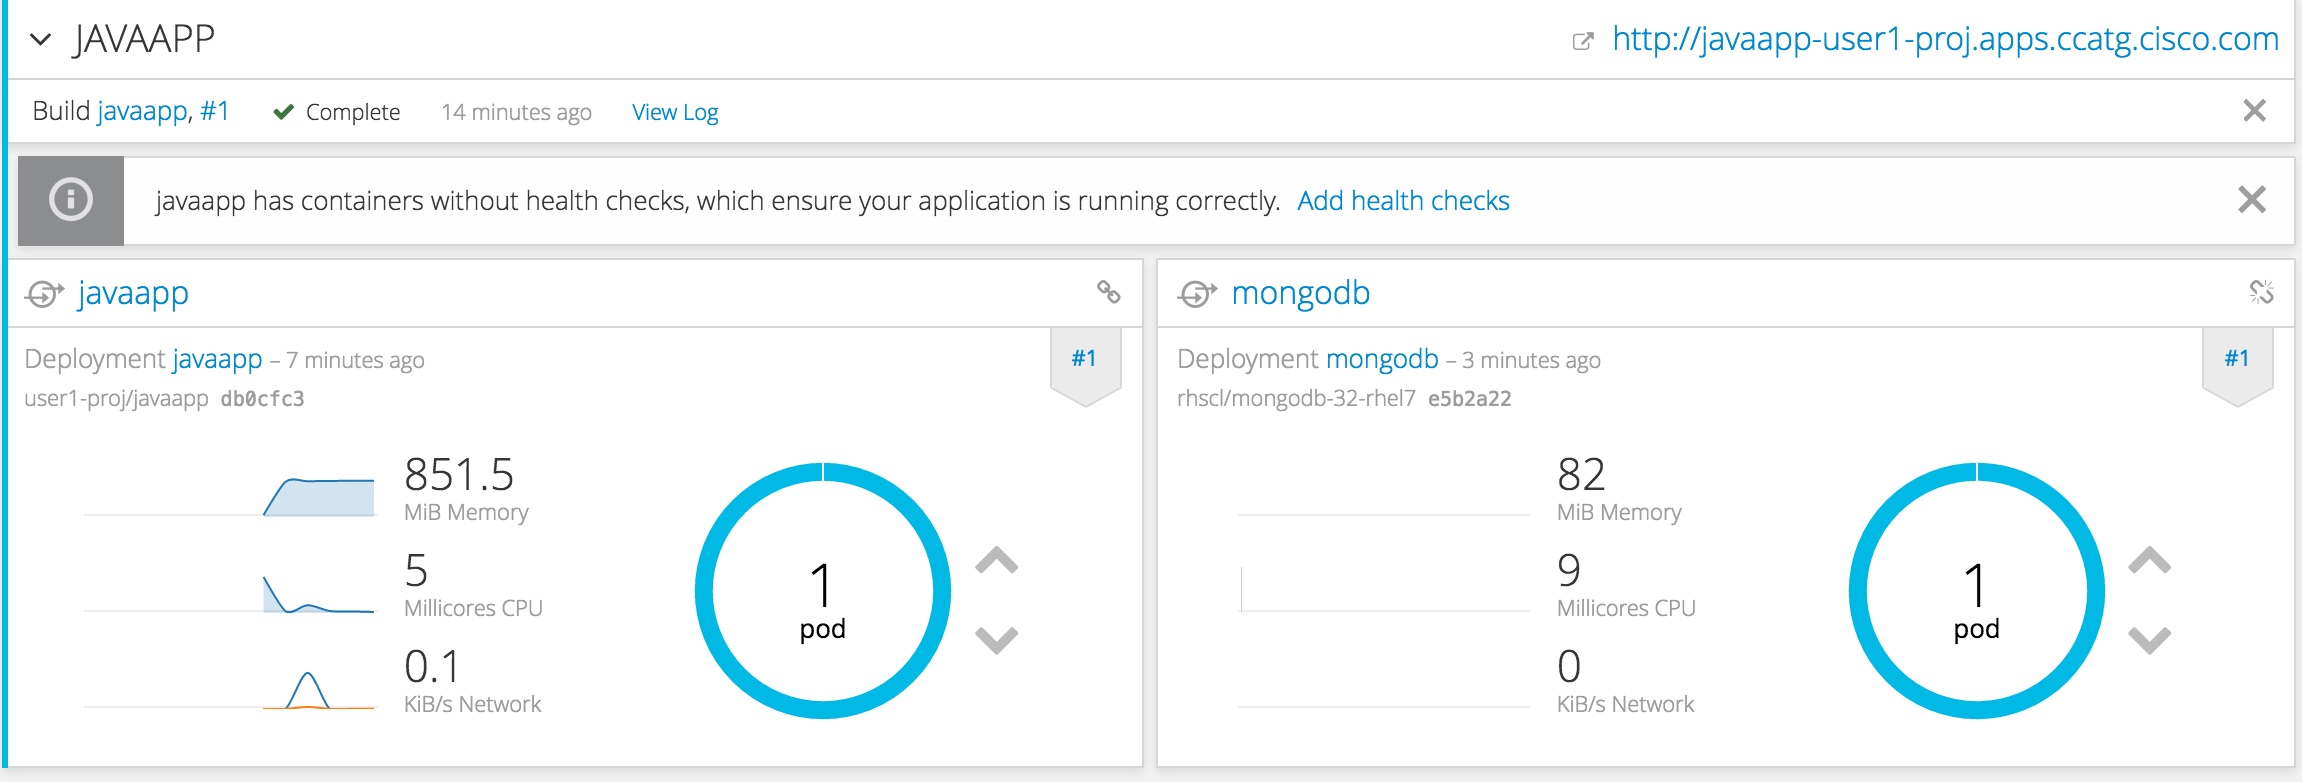 JAVAAPP
http://javaapp-user1-proj.apps.ccatg.cisco.com
Build javaapp, #1 Complete 14 minutes ago View Log
javaapp has containers without health checks, which ensure your application is running correctly. Add health checks
javaapp
Deployment javaapp – 7 minutes ago
#1
user1-proj/javaapp db0cfc3
851.5
MiB Memory
5
Millicores CPU
0.1
KiB/s Network
1
pod
mongodb
Deployment mongodb – 3 minutes ago
#1
rhscl/mongodb-32-rhel7 e5b2a22
82
MiB Memory
9
Millicores CPU
0
KiB/s Network
1
pod